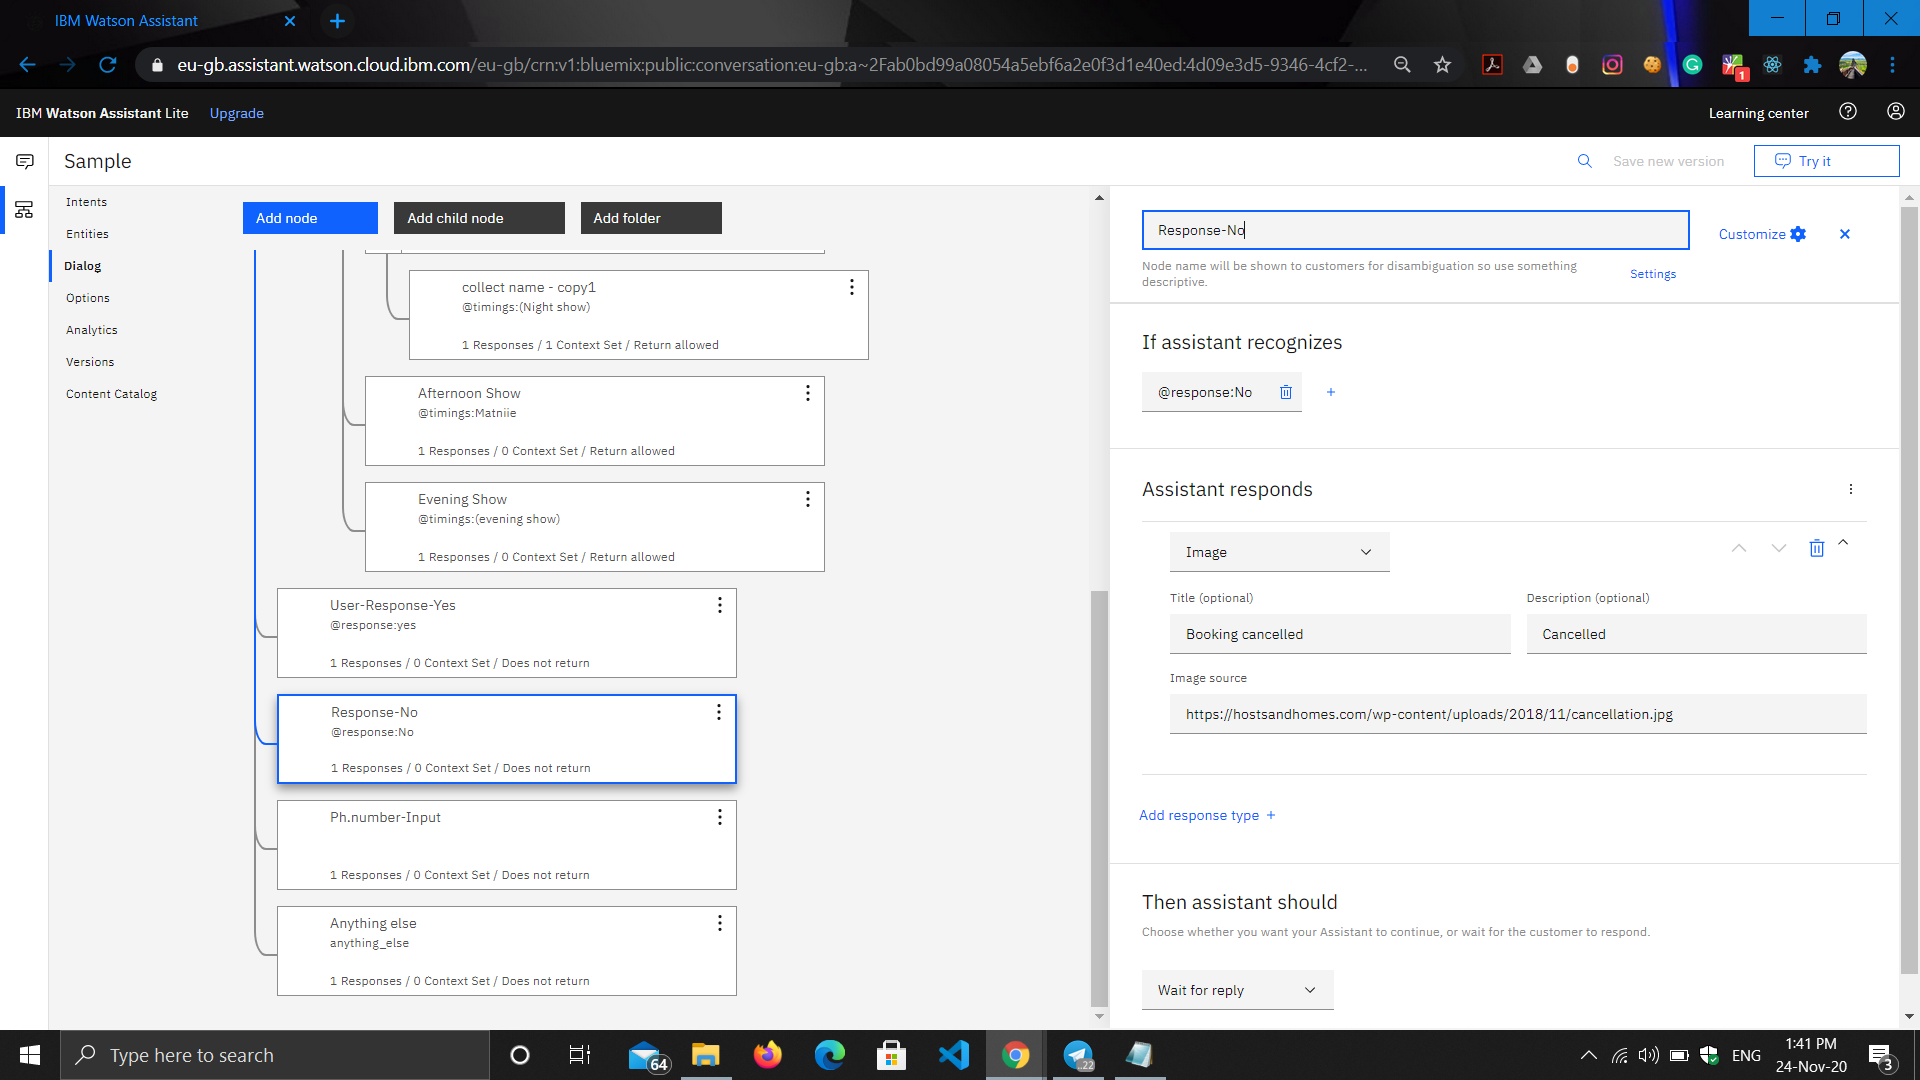 IBM Watson Assistant
eu-gb.assistant.watson.cloud.ibm.com/eu-gb/crn:v1:bluemix:public:conversation:eu-gb:a~2Fab0bd99a08054a5ebf6a2e0f3d1e40ed:4d09e3d5-9346-4cf2-...
1
IBM Watson Assistant Lite
Upgrade
Learning center
Sample
Save new version
Try it
Intents
Entities
Dialog
Options
Analytics
Versions
Content Catalog
Add node
Add child node
Add folder
collect name - copy1
@timings:(Night show)
1 Responses / 1 Context Set / Return allowed
Afternoon Show
@timings:Matniie
1 Responses / 0 Context Set / Return allowed
Evening Show
@timings:(evening show)
1 Responses / 0 Context Set / Return allowed
User-Response-Yes
@response:yes
1 Responses / 0 Context Set / Does not return
Response-No
@response:No
1 Responses / 0 Context Set / Does not return
Ph.number-Input
1 Responses / 0 Context Set / Does not return
Anything else
anything_else
1 Responses / 0 Context Set / Does not return
Response-No
Customize
Node name will be shown to customers for disambiguation so use something
descriptive.
Settings
If assistant recognizes
@response:No
Assistant responds
Image
Title (optional)
Description (optional)
Booking cancelled
Cancelled
Image source
https://hostsandhomes.com/wp-content/uploads/2018/11/cancellation.jpg
Add response type +
Then assistant should
Choose whether you want your Assistant to continue, or wait for the customer to respond.
Wait for reply
Type here to search
64
22
ENG
1:41 PM
24-Nov-20
3